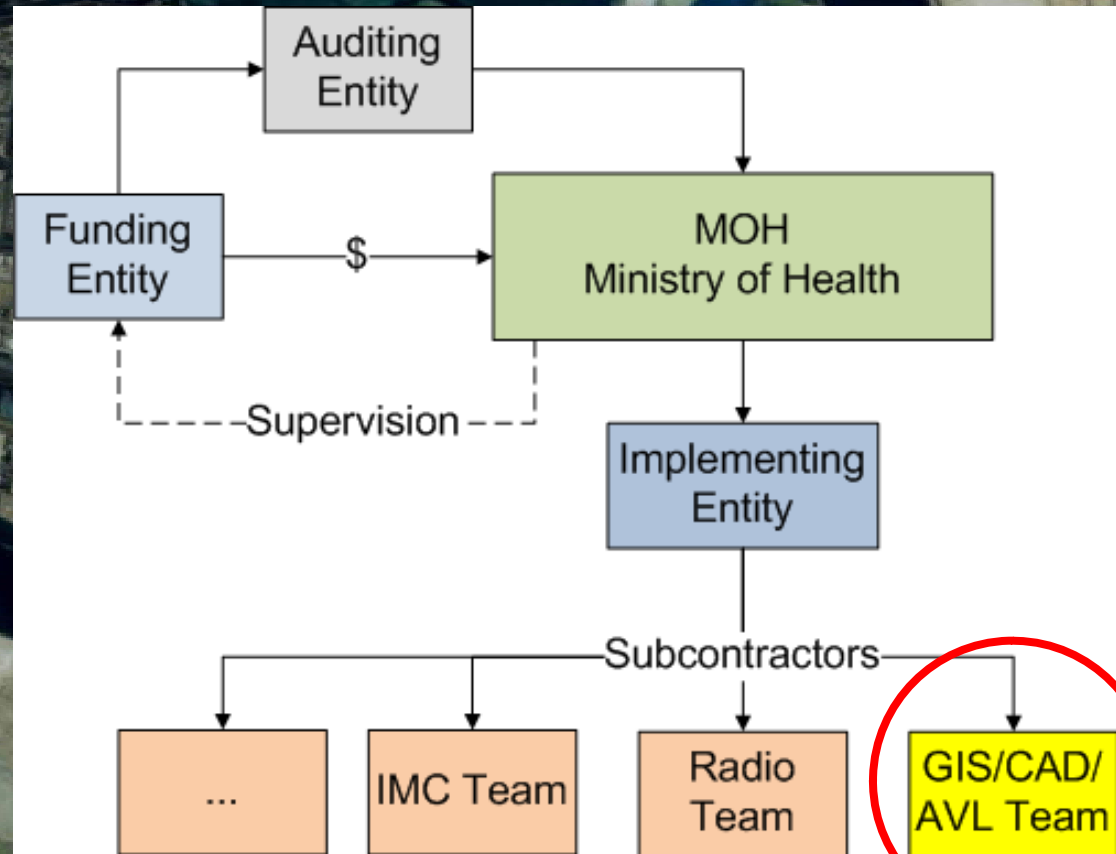 Auditing
Entity
Funding
Entity
$
MOH
Ministry of Health
Supervision
Implementing
Entity
Subcontractors
...
IMC Team
Radio
Team
GIS/CAD/
AVL Team